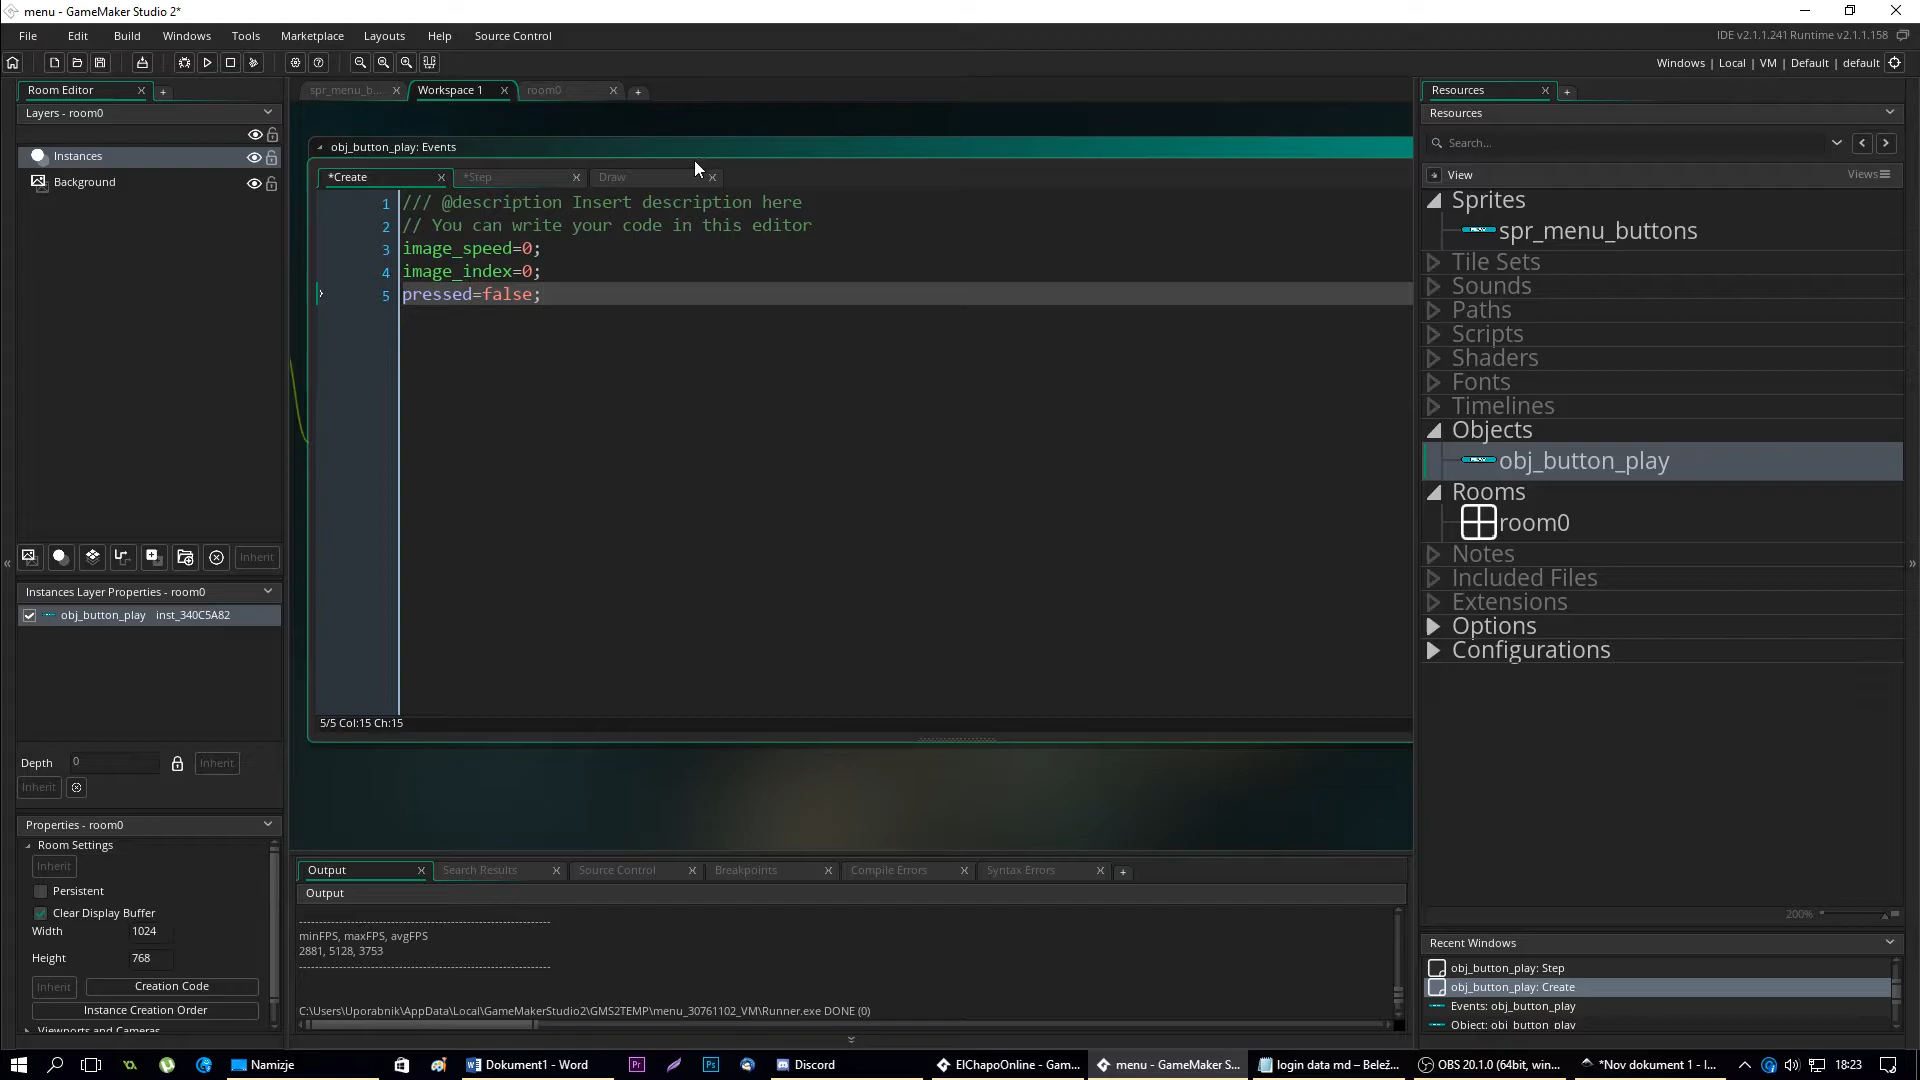 menu - GameMaker Studio 2*
File Edit Build Windows Tools Marketplace Layouts Help Source Control
IDE v2.1.1.241 Runtime v2.1.1.158
Windows | Local | VM | Default | default
Room Editor
Layers - room0
Instances
Background
Inherit
Instances Layer Properties - room0
obj_button_play inst_340C5A82
Depth 0 Inherit
Inherit
Properties - room0
Room Settings
Inherit
Persistent
Clear Display Buffer
Width 1024
Height 768
Inherit Creation Code
Instance Creation Order
Viewports and Cameras
spr_menu_b... Workspace 1 room0
obj_button_play: Events
*Create *Step Draw
1 /// @description Insert description here
2 // You can write your code in this editor
3 image_speed=0;
4 image_index=0;
5 pressed=false;
5/5 Col:15 Ch:15
Output Search Results Source Control Breakpoints Compile Errors Syntax Errors
Output
------------------------------------------------------------
minFPS, maxFPS, avgFPS
2881, 5128, 3753
------------------------------------------------------------
C:\Users\Uporabnik\AppData\Local\GameMakerStudio2\GMS2TEMP\menu_30761102_VM\Runner.exe DONE (0)
Resources
Resources
Search...
View Views
Sprites
spr_menu_buttons
Tile Sets
Sounds
Paths
Scripts
Shaders
Fonts
Timelines
Objects
obj_button_play
Rooms
room0
Notes
Included Files
Extensions
Options
Configurations
200%
Recent Windows
obj_button_play: Step
obj_button_play: Create
Events: obj_button_play
Object: obj_button_play
Namizje Dokument1 - Word Discord ElChapoOnline - Gam... menu - GameMaker S... login data md – Belež... OBS 20.1.0 (64bit, win... *Nov dokument 1 - I... 18:23